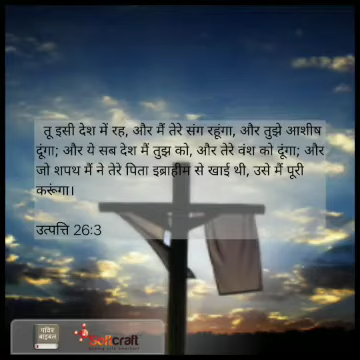 तू इसी देश में रह, और मैं तेरे संग रहूंगा, और तुझे आशीष
दूंगा; और ये सब देश मैं तुझ को, और तेरे वंश को दूंगा; और
जो शपथ मैं ने तेरे पिता इब्राहीम से खाई थी, उसे मैं पूरी
करूंगा।
उत्पत्ति 26:3
पवित्र
बाइबल
craft